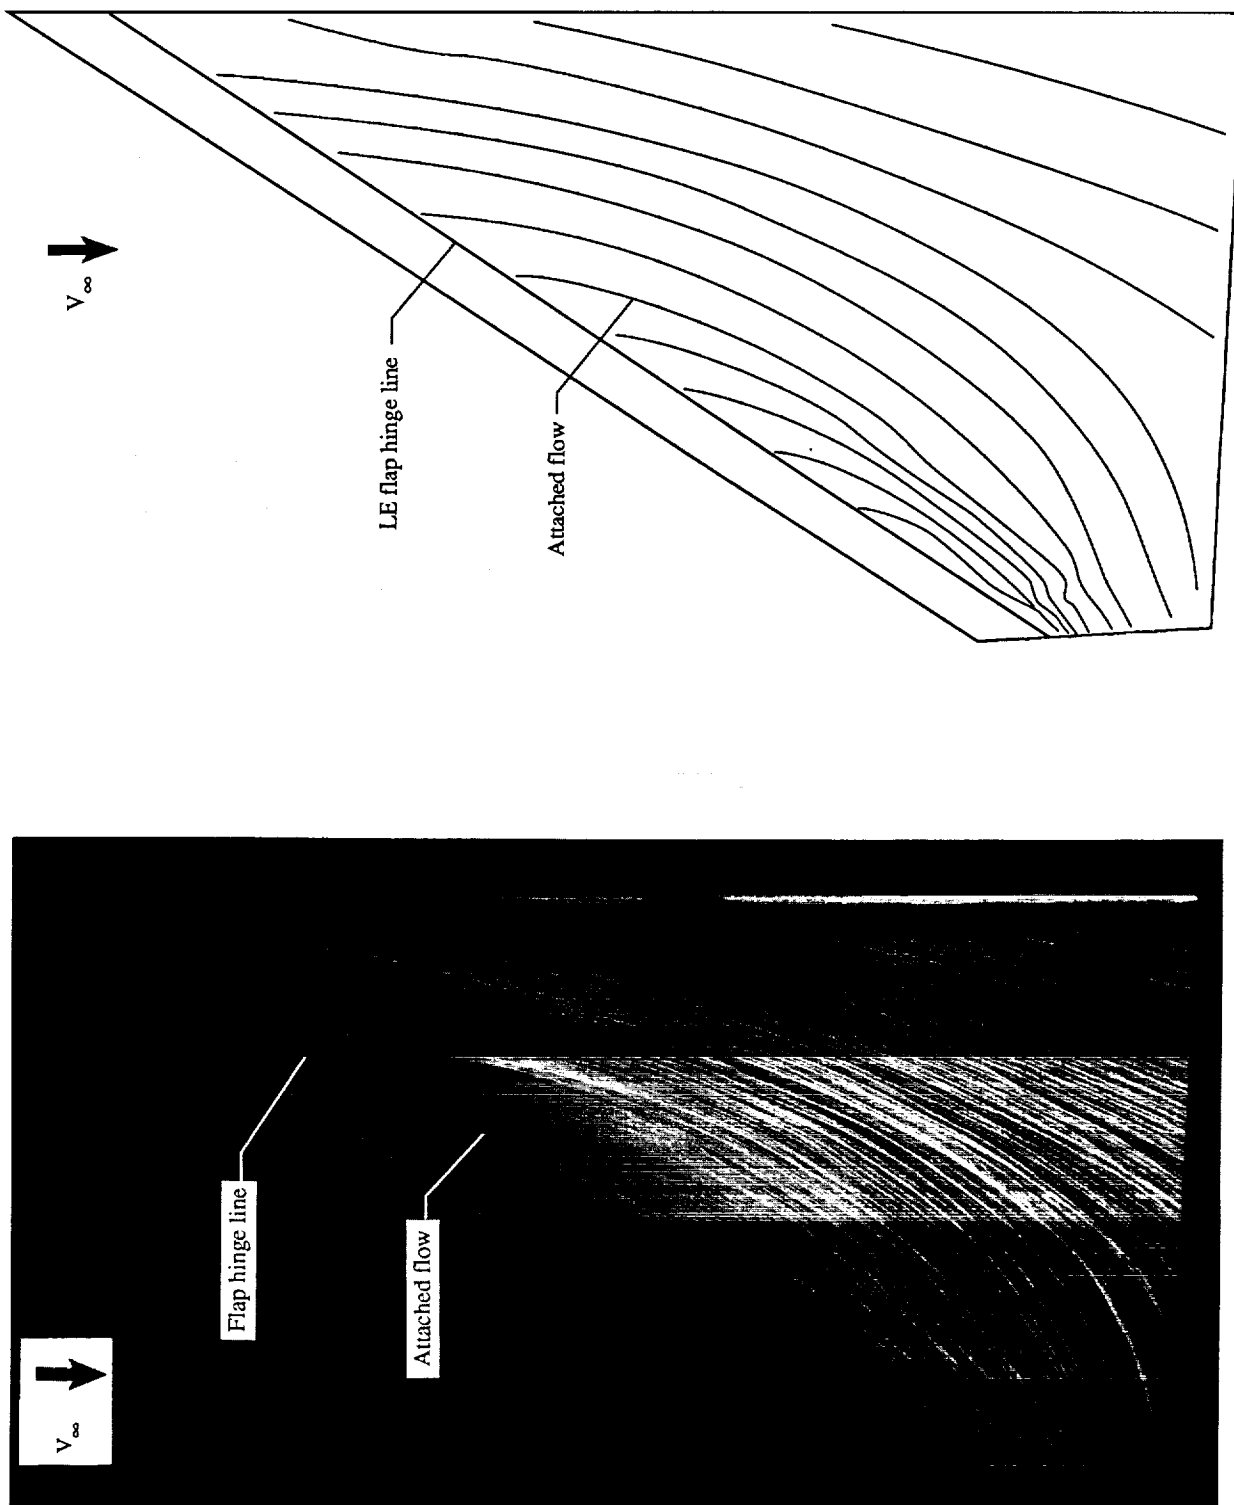 V∞
LE flap hinge line
Attached flow
V∞
Flap hinge line
Attached flow